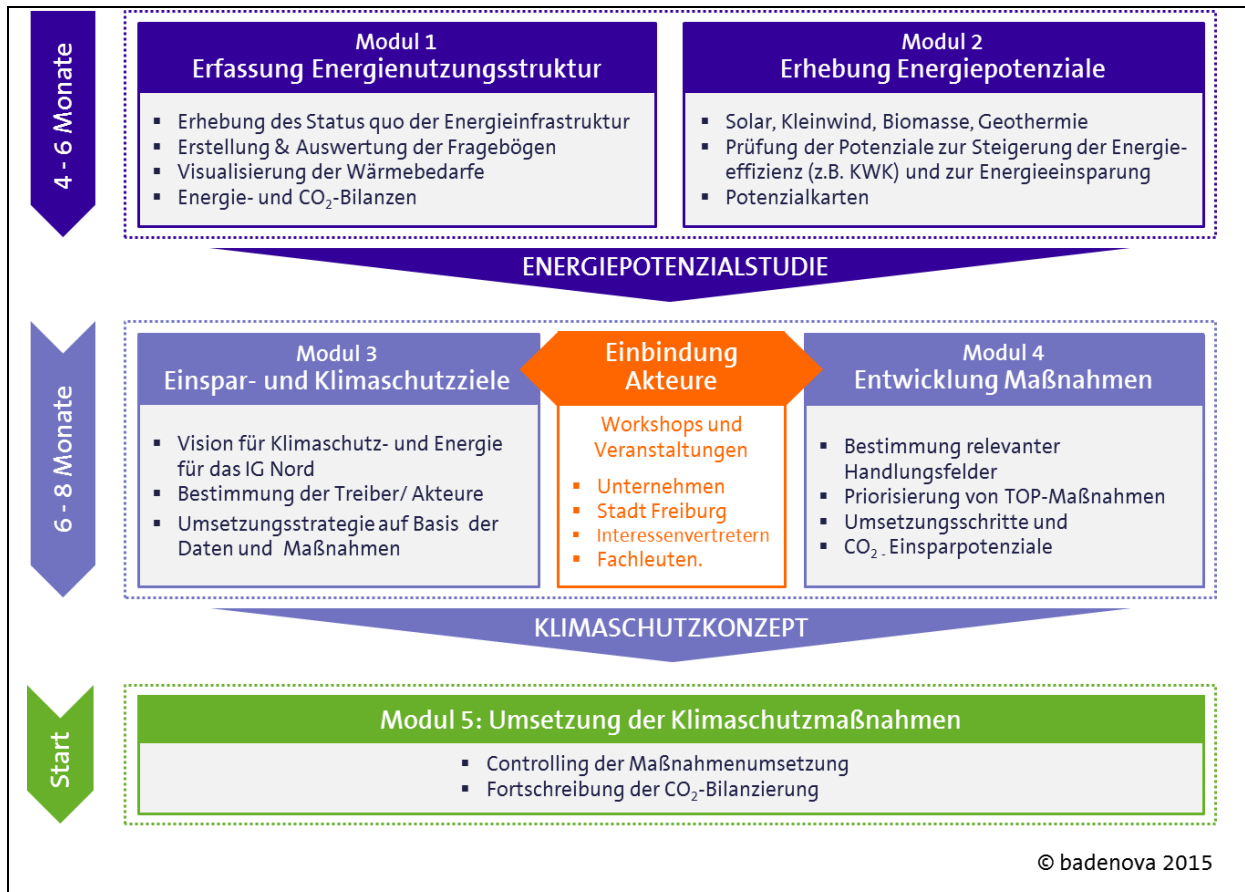 4 - 6 Monate
Modul 1
Erfassung Energienutzungsstruktur
▪ Erhebung des Status quo der Energieinfrastruktur
▪ Erstellung & Auswertung der Fragebögen
▪ Visualisierung der Wärmebedarfe
▪ Energie- und CO₂-Bilanzen
Modul 2
Erhebung Energiepotenziale
▪ Solar, Kleinwind, Biomasse, Geothermie
▪ Prüfung der Potenziale zur Steigerung der Energie-
effizienz (z.B. KWK) und zur Energieeinsparung
▪ Potenzialkarten
ENERGIEPOTENZIALSTUDIE
6 - 8 Monate
Modul 3
Einspar- und Klimaschutzziele
▪ Vision für Klimaschutz- und Energie
für das IG Nord
▪ Bestimmung der Treiber/ Akteure
▪ Umsetzungsstrategie auf Basis der
Daten und Maßnahmen
Einbindung
Akteure
Workshops und
Veranstaltungen
▪ Unternehmen
▪ Stadt Freiburg
▪ Interessenvertretern
▪ Fachleuten.
Modul 4
Entwicklung Maßnahmen
▪ Bestimmung relevanter
Handlungsfelder
▪ Priorisierung von TOP-Maßnahmen
▪ Umsetzungsschritte und
▪ CO₂ - Einsparpotenziale
KLIMASCHUTZKONZEPT
Start
Modul 5: Umsetzung der Klimaschutzmaßnahmen
▪ Controlling der Maßnahmenumsetzung
▪ Fortschreibung der CO₂-Bilanzierung
© badenova 2015